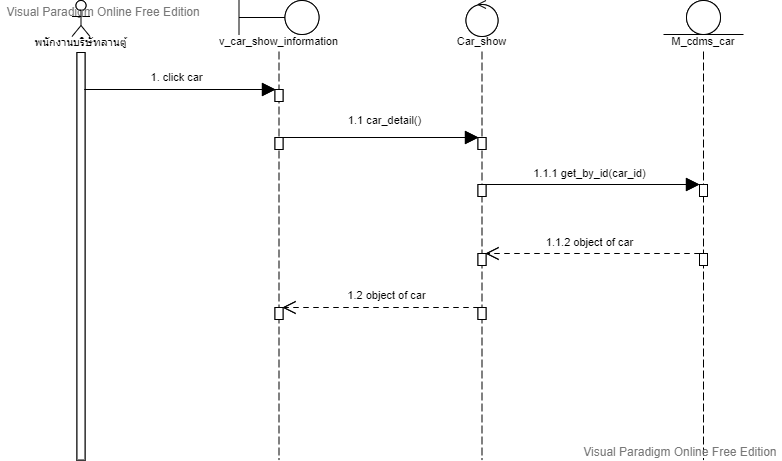 Visual Paradigm Online Free Edition
พนักงานบริษัทลานตู้
v_car_show_information
Car_show
M_cdms_car
1. click car
1.1 car_detail()
1.1.1 get_by_id(car_id)
1.1.2 object of car
1.2 object of car
Visual Paradigm Online Free Edition